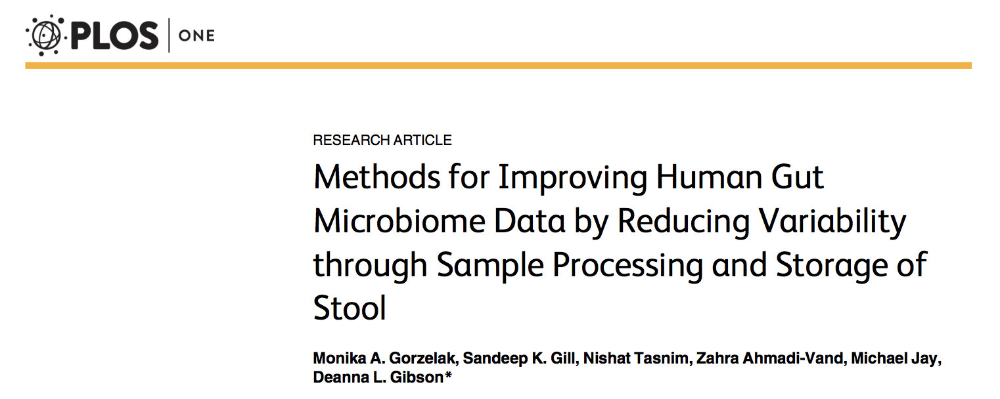 PLOS ONE
RESEARCH ARTICLE
Methods for Improving Human Gut
Microbiome Data by Reducing Variability
through Sample Processing and Storage of
Stool
Monika A. Gorzelak, Sandeep K. Gill, Nishat Tasnim, Zahra Ahmadi-Vand, Michael Jay,
Deanna L. Gibson*